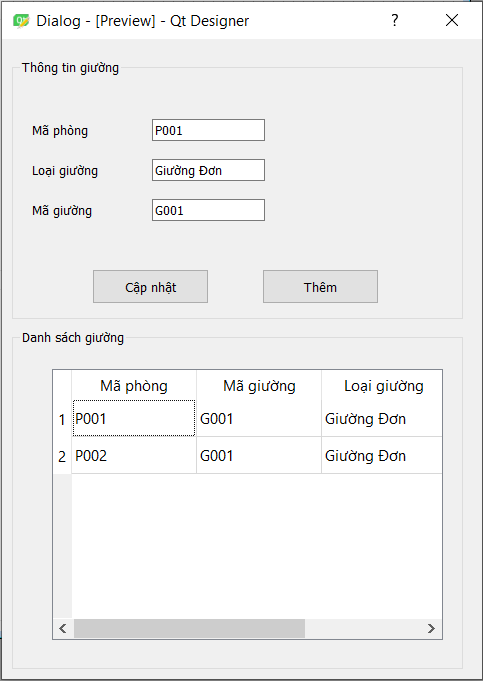 Dialog - [Preview] - Qt Designer
Thông tin giường
Mã phòng P001
Loại giường Giường Đơn
Mã giường G001
Cập nhật Thêm
Danh sách giường
Mã phòng Mã giường Loại giường
1 P001 G001 Giường Đơn
2 P002 G001 Giường Đơn